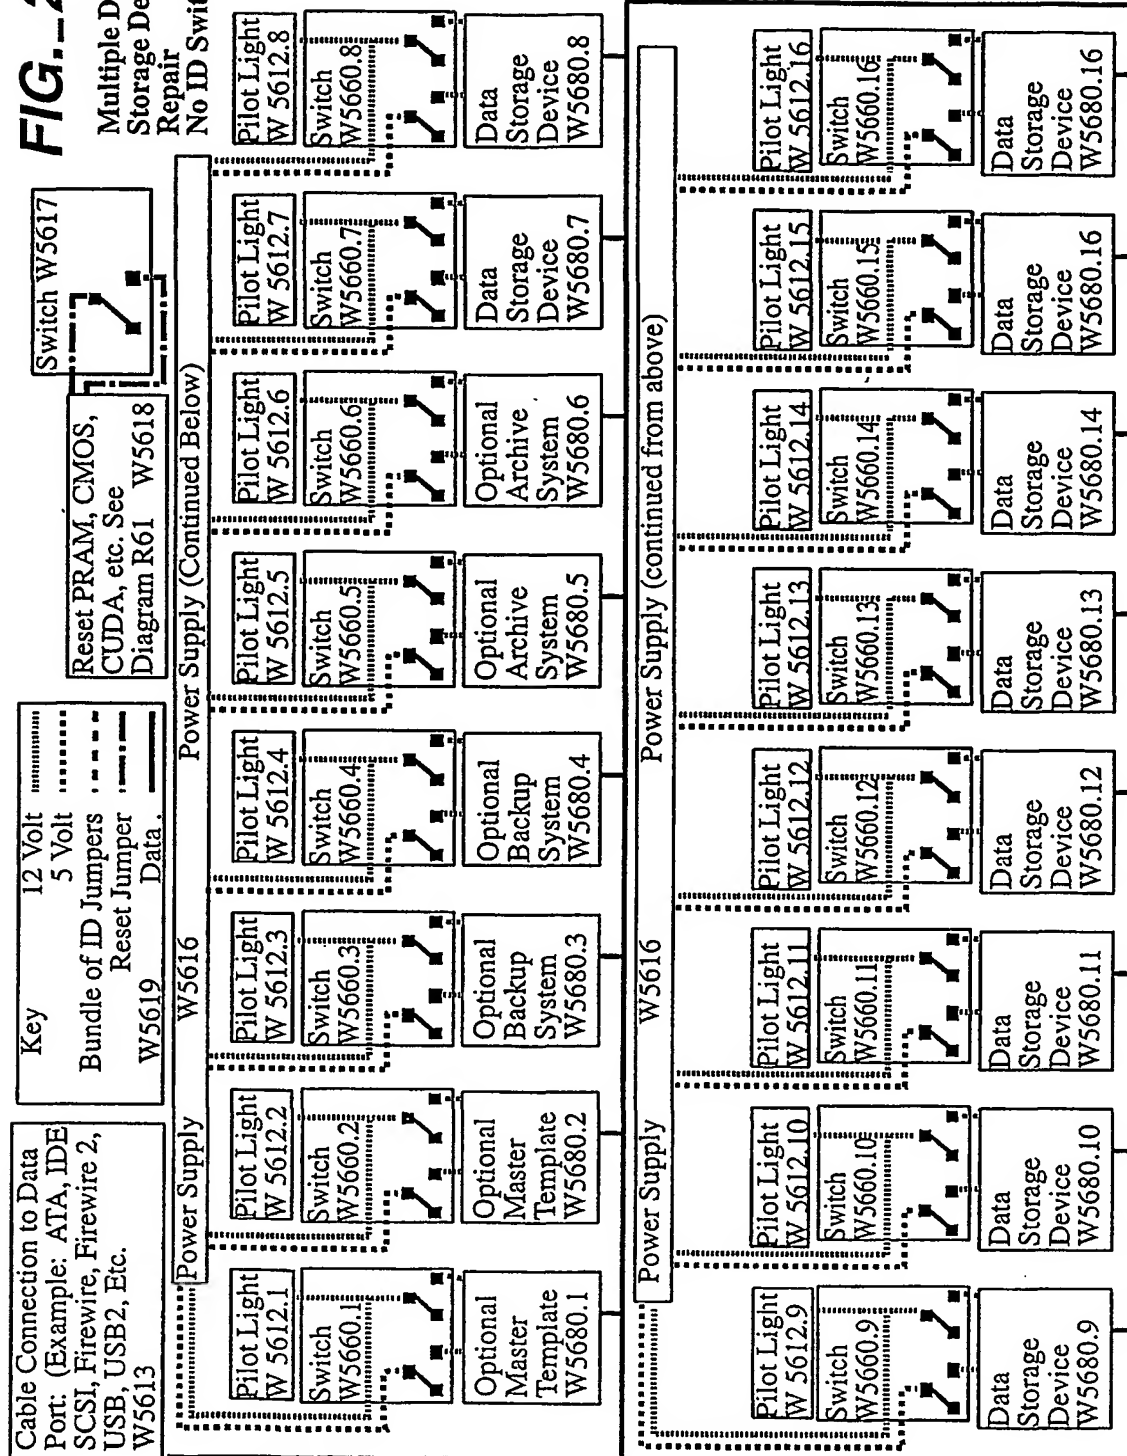 FIG._2
Multiple D
Storage De
Repair
No ID Swit
Cable Connection to Data
Port: (Example: ATA, IDE
SCSI, Firewire, Firewire 2,
USB, USB2, Etc.
W5613
Key 12 Volt
5 Volt
Bundle of ID Jumpers
Reset Jumper
W5619 Data.
Reset PRAM, CMOS,
CUDA, etc. See
Diagram R61 W5618
Switch W5617
Power Supply W5616 Power Supply (Continued Below)
Pilot Light
W 5612.1
Switch
W5660.1
Optional
Master
Template
W5680.1
Pilot Light
W 5612.2
Switch
W5660.2
Optional
Master
Template
W5680.2
Pilot Light
W 5612.3
Switch
W5660.3
Optional
Backup
System
W5680.3
Pilot Light
W 5612.4
Switch
W5660.4
Optional
Backup
System
W5680.4
Pilot Light
W 5612.5
Switch
W5660.5
Optional
Archive
System
W5680.5
Pilot Light
W 5612.6
Switch
W5660.6
Optional
Archive
System
W5680.6
Pilot Light
W 5612.7
Switch
W5660.7
Data
Storage
Device
W5680.7
Pilot Light
W 5612.8
Switch
W5660.8
Data
Storage
Device
W5680.8
Power Supply W5616 Power Supply (continued from above)
Pilot Light
W 5612.9
Switch
W5660.9
Data
Storage
Device
W5680.9
Pilot Light
W 5612.10
Switch
W5660.10
Data
Storage
Device
W5680.10
Pilot Light
W 5612.11
Switch
W5660.11
Data
Storage
Device
W5680.11
Pilot Light
W 5612.12
Switch
W5660.12
Data
Storage
Device
W5680.12
Pilot Light
W 5612.13
Switch
W5660.13
Data
Storage
Device
W5680.13
Pilot Light
W 5612.14
Switch
W5660.14
Data
Storage
Device
W5680.14
Pilot Light
W 5612.15
Switch
W5660.15
Data
Storage
Device
W5680.16
Pilot Light
W 5612.16
Switch
W5660.16
Data
Storage
Device
W5680.16